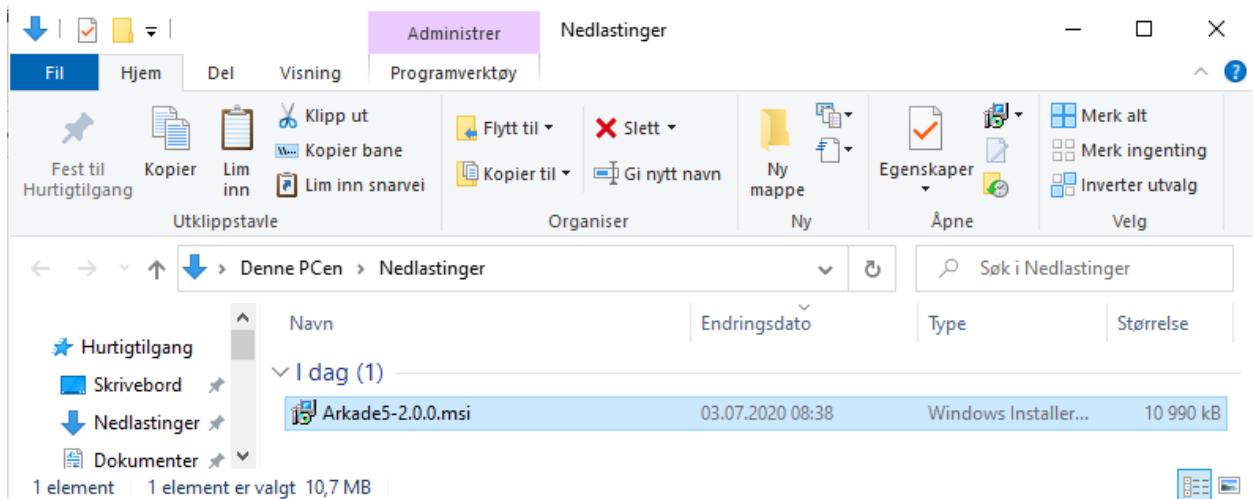 Administrer
Nedlastinger
Fil
Hjem
Del
Visning
Programverktøy
Fest til
Hurtigtilgang
Kopier
Lim
inn
Klipp ut
Kopier bane
Lim inn snarvei
Utklippstavle
Flytt til
Kopier til
Slett
Gi nytt navn
Organiser
Ny
mappe
Ny
Egenskaper
Åpne
Merk alt
Merk ingenting
Inverter utvalg
Velg
Denne PCen > Nedlastinger
Søk i Nedlastinger
Navn
Endringsdato
Type
Størrelse
Hurtigtilgang
Skrivebord
Nedlastinger
Dokumenter
I dag (1)
Arkade5-2.0.0.msi
03.07.2020 08:38
Windows Installer...
10 990 kB
1 element
1 element er valgt 10,7 MB